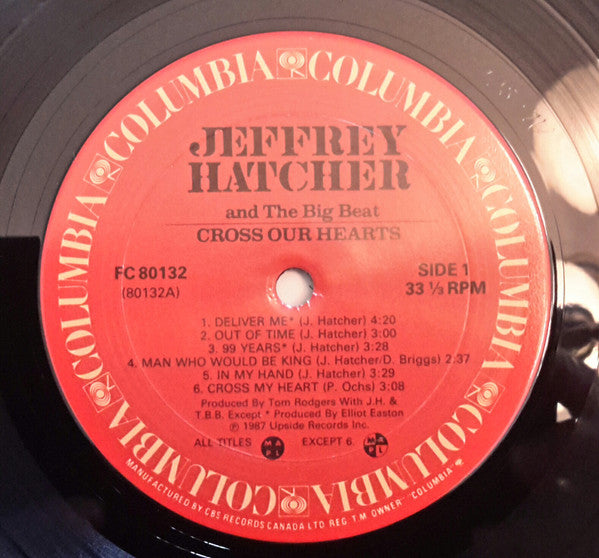 COLUMBIA COLUMBIA COLUMBIA COLUMBIA COLUMBIA COLUMBIA
JEFFREY
HATCHER
and The Big Beat
CROSS OUR HEARTS
FC 80132
(80132A)
SIDE 1
33 ⅓ RPM
1. DELIVER ME* (J. Hatcher) 4:20
2. OUT OF TIME (J. Hatcher) 3:00
3. 99 YEARS* (J. Hatcher) 3:28
4. MAN WHO WOULD BE KING (J. Hatcher/D. Briggs) 2:37
5. IN MY HAND (J. Hatcher) 3:29
6. CROSS MY HEART (P. Ochs) 3:08
Produced By Tom Rodgers With J.H. &
T.B.B. Except * Produced By Elliot Easton
℗ 1987 Upside Records Inc.
ALL TITLES MAPL EXCEPT 6. MAPL
MANUFACTURED BY CBS RECORDS CANADA LTD REG T.M OWNER "COLUMBIA"